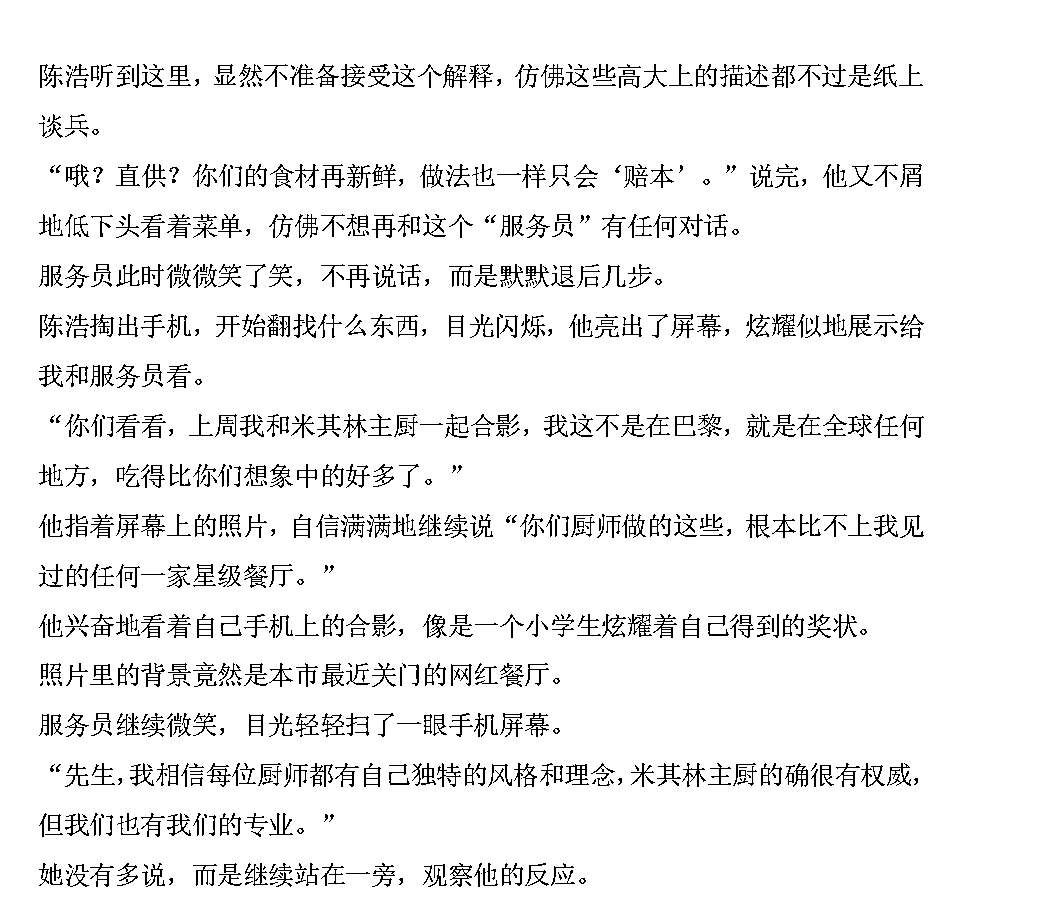 陈浩听到这里，显然不准备接受这个解释，仿佛这些高大上的描述都不过是纸上
谈兵。
“哦？直供？你们的食材再新鲜，做法也一样只会‘赔本’。”说完，他又不屑
地低下头看着菜单，仿佛不想再和这个“服务员”有任何对话。
服务员此时微微笑了笑，不再说话，而是默默退后几步。
陈浩掏出手机，开始翻找什么东西，目光闪烁，他亮出了屏幕，炫耀似地展示给
我和服务员看。
“你们看看，上周我和米其林主厨一起合影，我这不是在巴黎，就是在全球任何
地方，吃得比你们想象中的好多了。”
他指着屏幕上的照片，自信满满地继续说“你们厨师做的这些，根本比不上我见
过的任何一家星级餐厅。”
他兴奋地看着自己手机上的合影，像是一个小学生炫耀着自己得到的奖状。
照片里的背景竟然是本市最近关门的网红餐厅。
服务员继续微笑，目光轻轻扫了一眼手机屏幕。
“先生，我相信每位厨师都有自己独特的风格和理念，米其林主厨的确很有权威，
但我们也有我们的专业。”
她没有多说，而是继续站在一旁，观察他的反应。